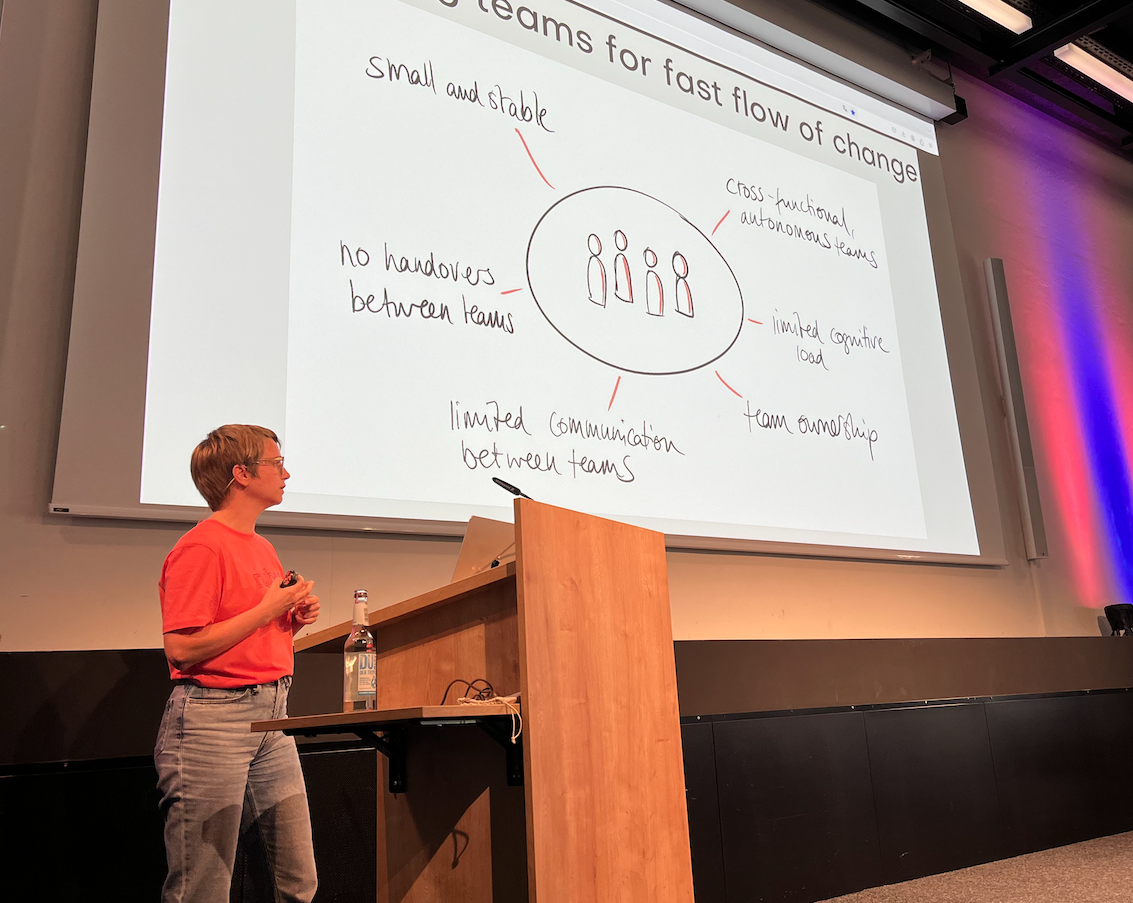 teams for fast flow of change
small and stable
cross-functional,
autonomous teams
no handovers
between teams
limited cognitive
load
team ownership
limited communication
between teams
DU